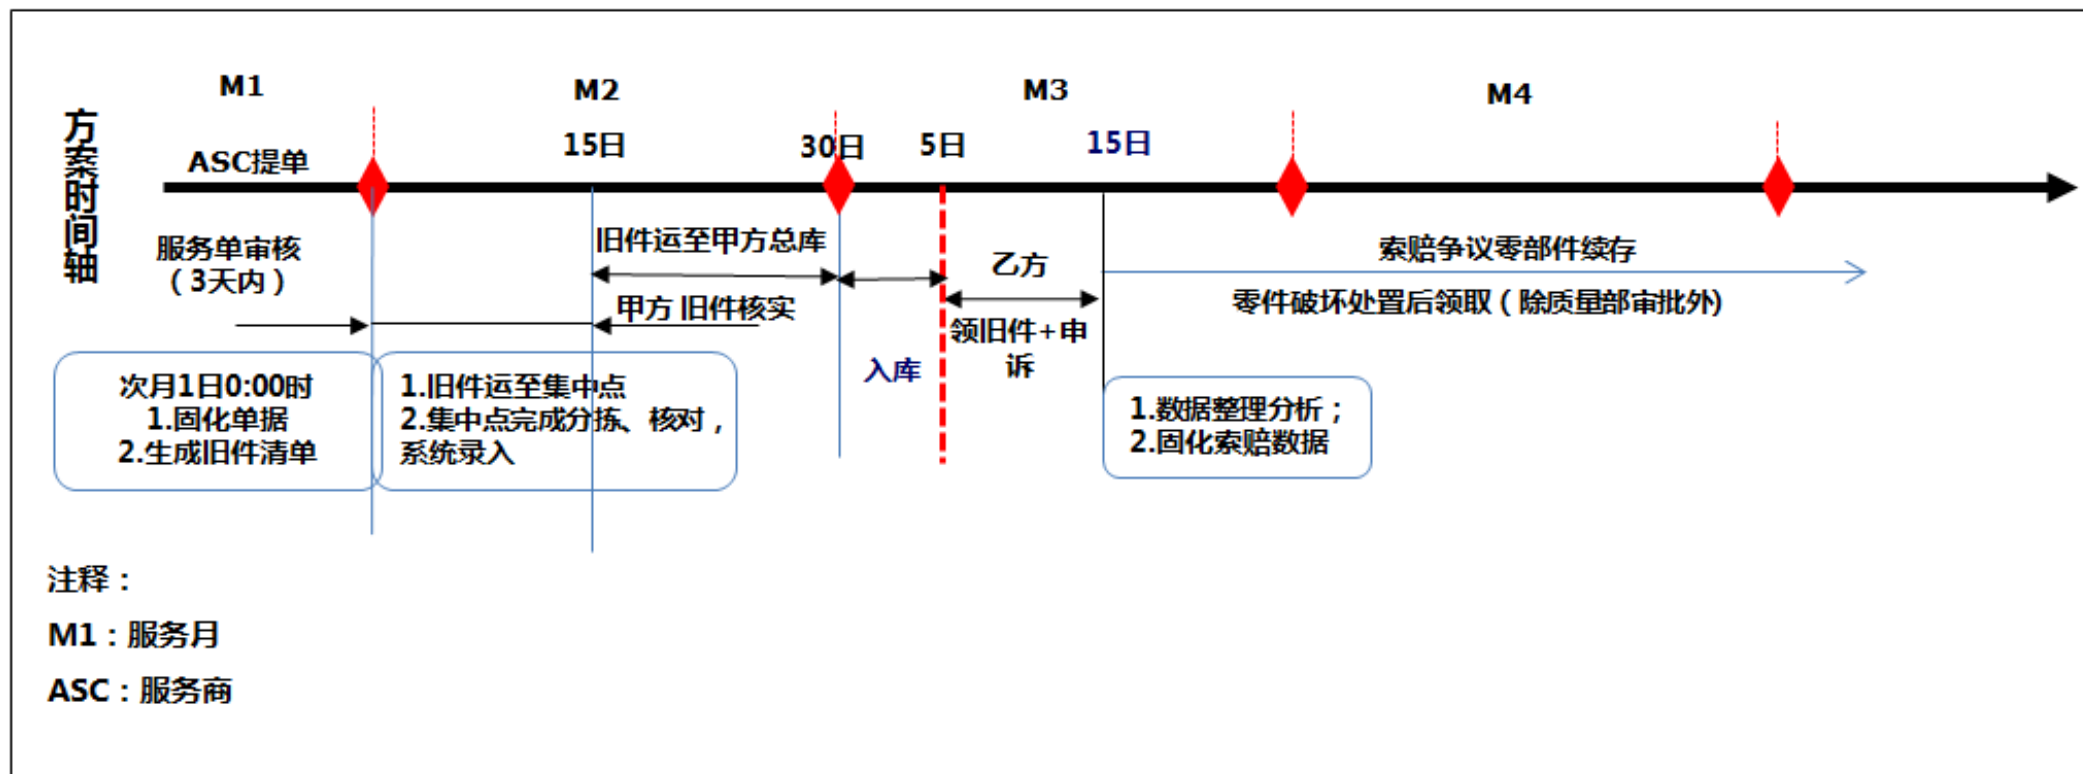 M1
M2
M3
M4
方案时间轴
ASC提单
15日
30日
5日
15日
服务单审核
（3天内）
旧件运至甲方总库
甲方 旧件核实
入库
乙方
领旧件+申
诉
索赔争议零部件续存
零件破坏处置后领取（除质量部审批外)
次月1日0:00时
1.固化单据
2.生成旧件清单
1.旧件运至集中点
2.集中点完成分拣、核对，
系统录入
1.数据整理分析；
2.固化索赔数据
注释：
M1：服务月
ASC：服务商